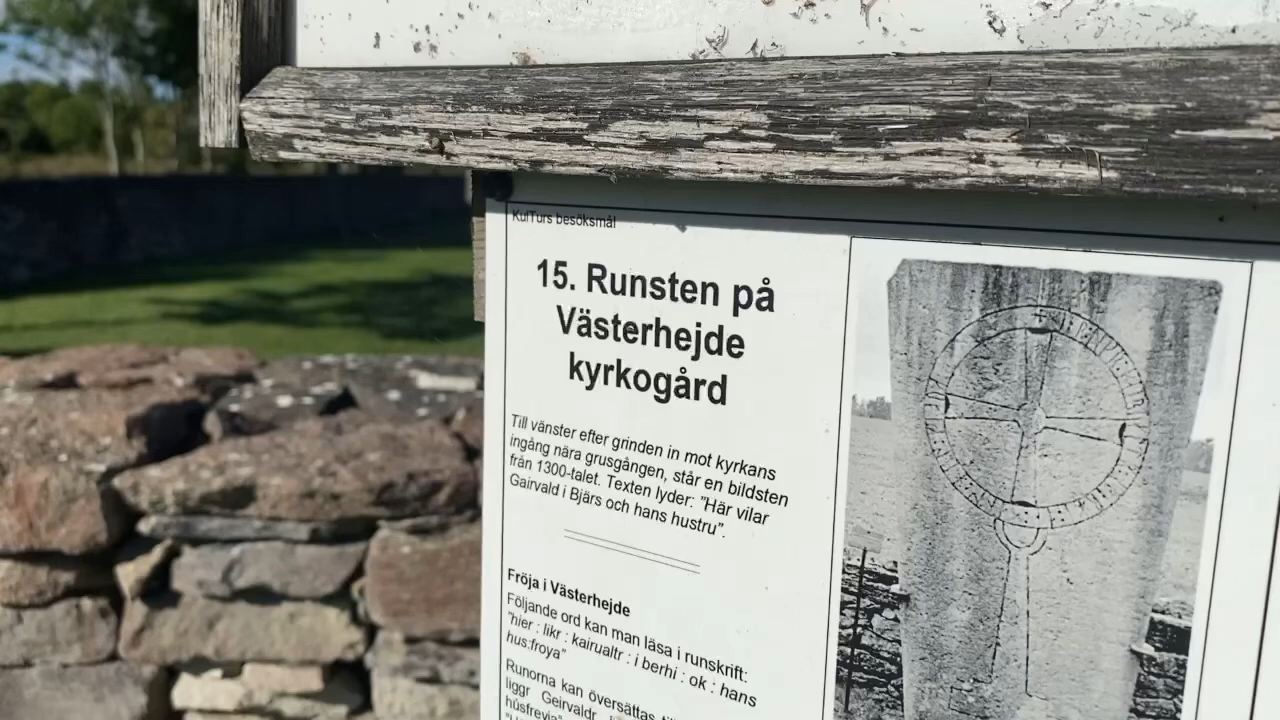 KulTurs besöksmål
15. Runsten på
Västerhejde
kyrkogård
Till vänster efter grinden in mot kyrkans
ingång nära grusgången, står en bildsten
från 1300-talet. Texten lyder: "Här vilar
Gairvald i Bjärs och hans hustru".
Fröja i Västerhejde
Följande ord kan man läsa i runskrift:
"hier : likr : kairualtr : i berhi : ok : hans
hus:froya"
Runorna kan översättas
liggr Geirvaldr
húsfrevia"